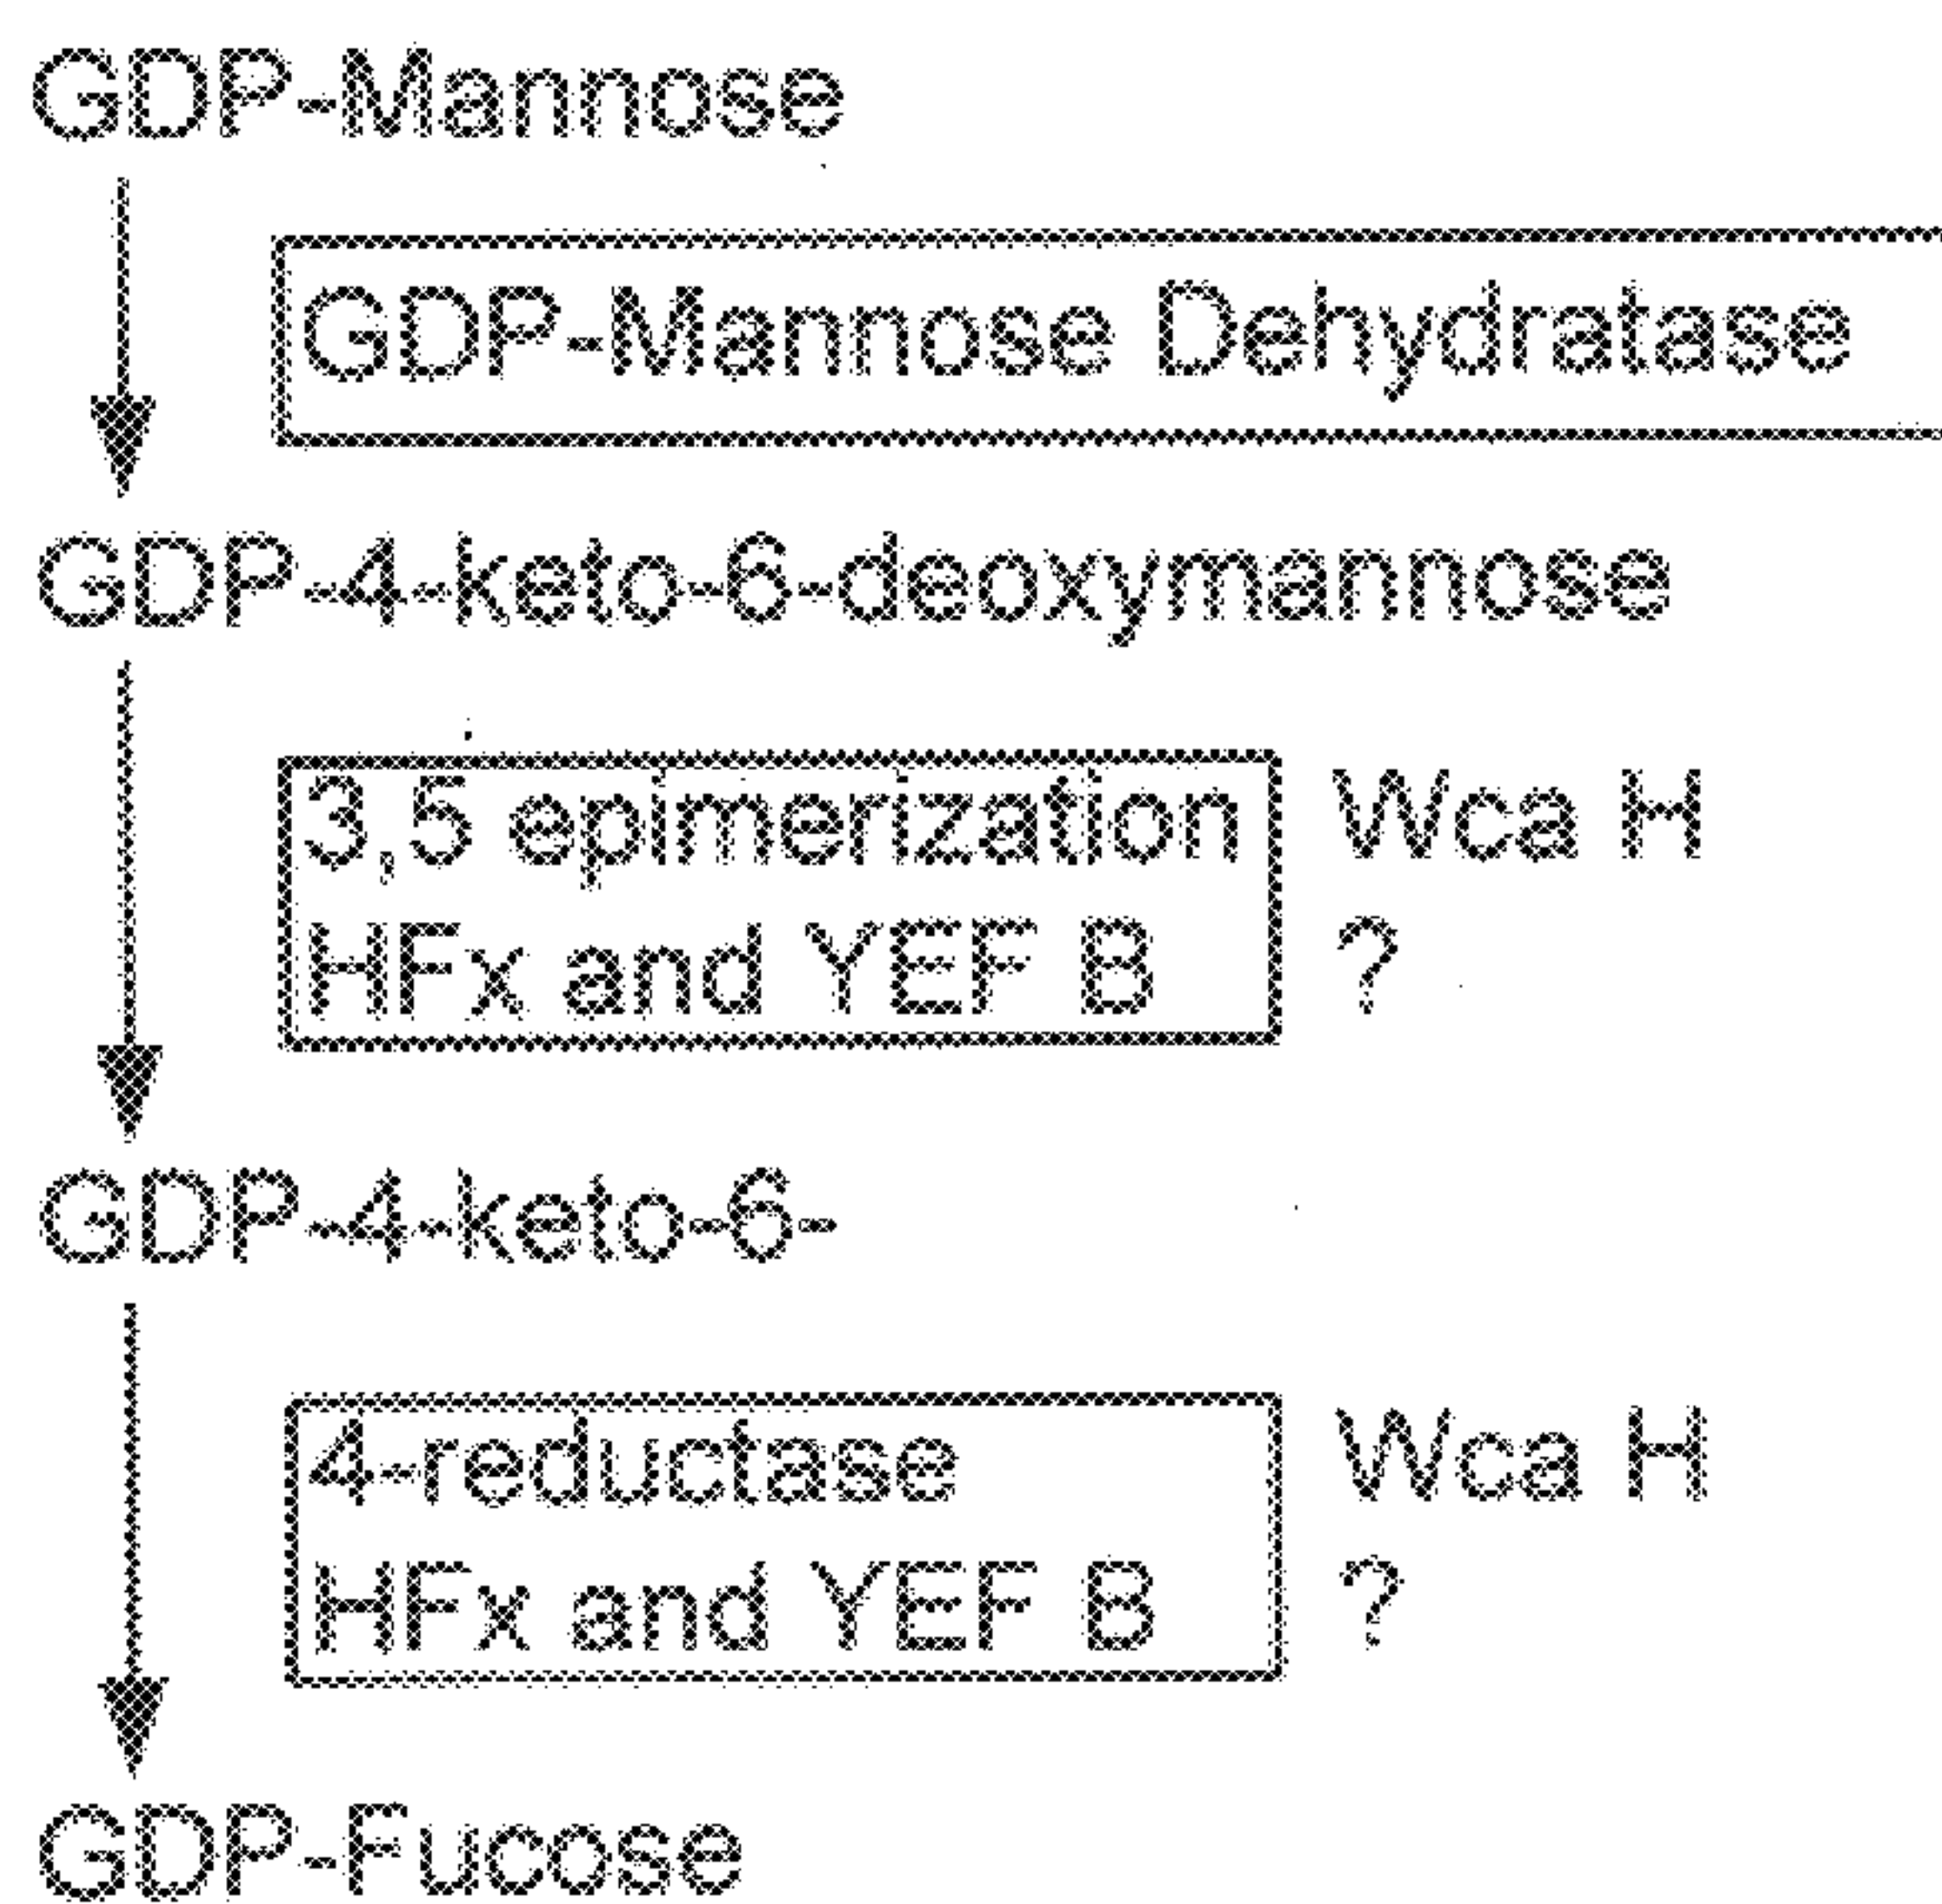 GDP-Mannose
GDP-Mannose Dehydratase
GDP-4-keto-6-deoxymannose
3,5 epimerization Wca H
HFx and YEF B ?
GDP-4-keto-6-
4-reductase Wca H
HFx and YEF B ?
GDP-Fucose